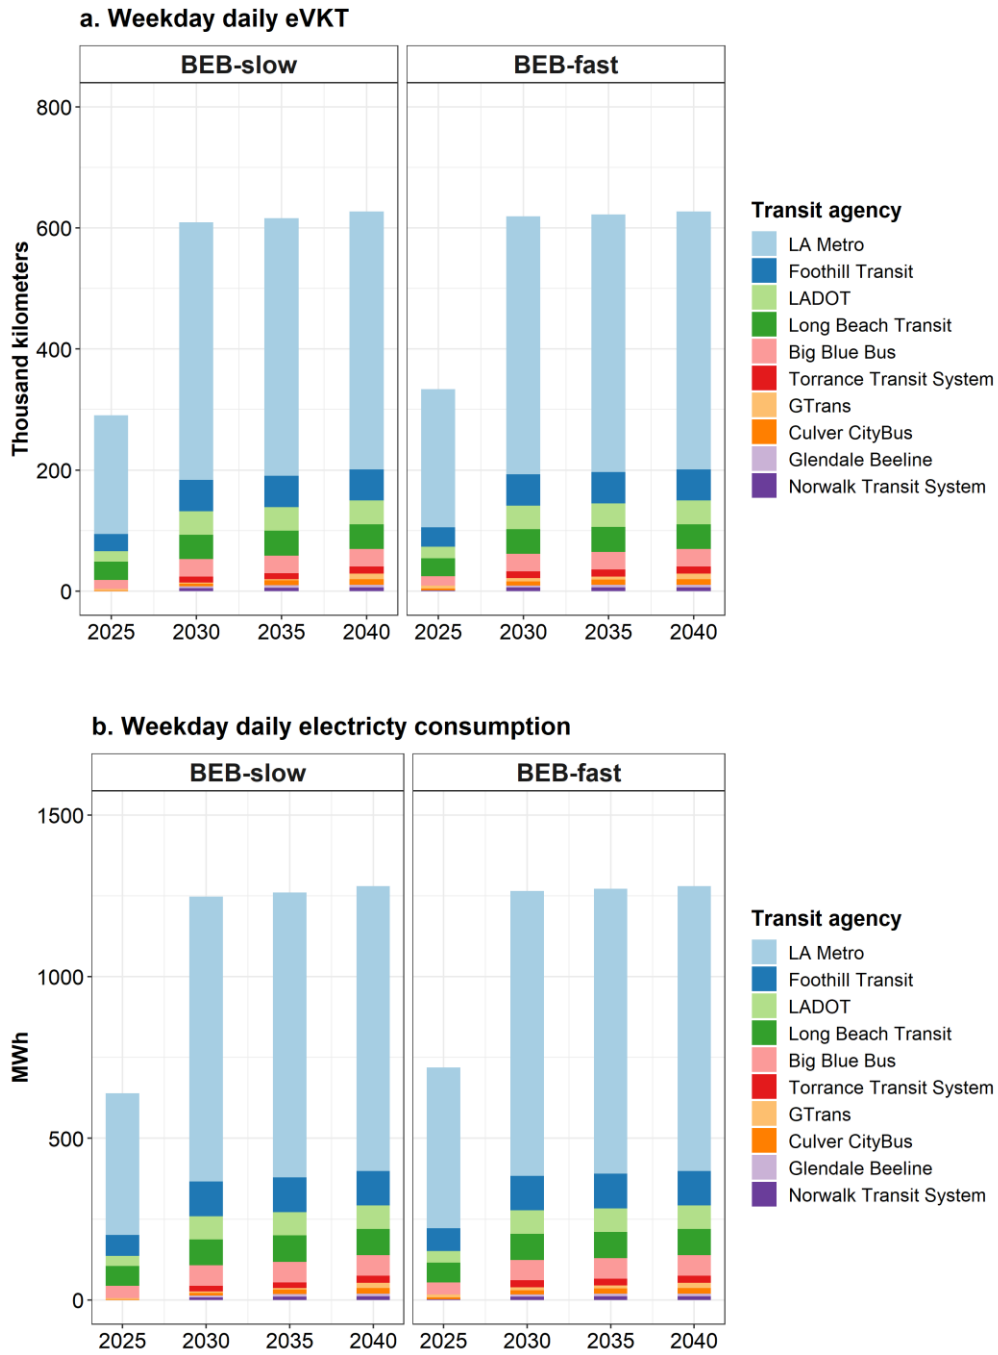 a. Weekday daily eVKT
BEB-slow
BEB-fast
800
600
400
200
0
Thousand kilometers
2025
2030
2035
2040
2025
2030
2035
2040
Transit agency
LA Metro
Foothill Transit
LADOT
Long Beach Transit
Big Blue Bus
Torrance Transit System
GTrans
Culver CityBus
Glendale Beeline
Norwalk Transit System
b. Weekday daily electricty consumption
BEB-slow
BEB-fast
1500
1000
500
0
MWh
2025
2030
2035
2040
2025
2030
2035
2040
Transit agency
LA Metro
Foothill Transit
LADOT
Long Beach Transit
Big Blue Bus
Torrance Transit System
GTrans
Culver CityBus
Glendale Beeline
Norwalk Transit System